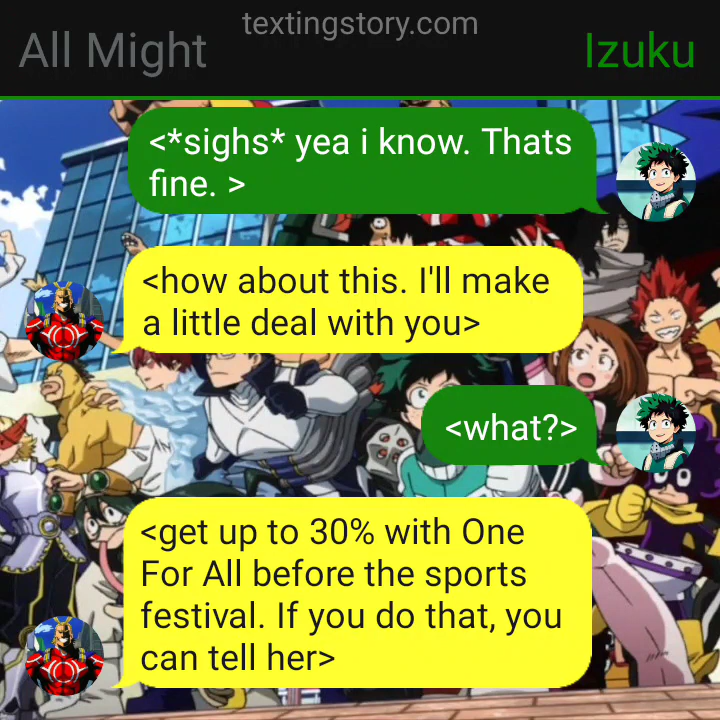 textingstory.com
All Might
Izuku
<*sighs* yea i know. Thats
fine. >
<how about this. I'll make
a little deal with you>
<what?>
<get up to 30% with One
For All before the sports
festival. If you do that, you
can tell her>